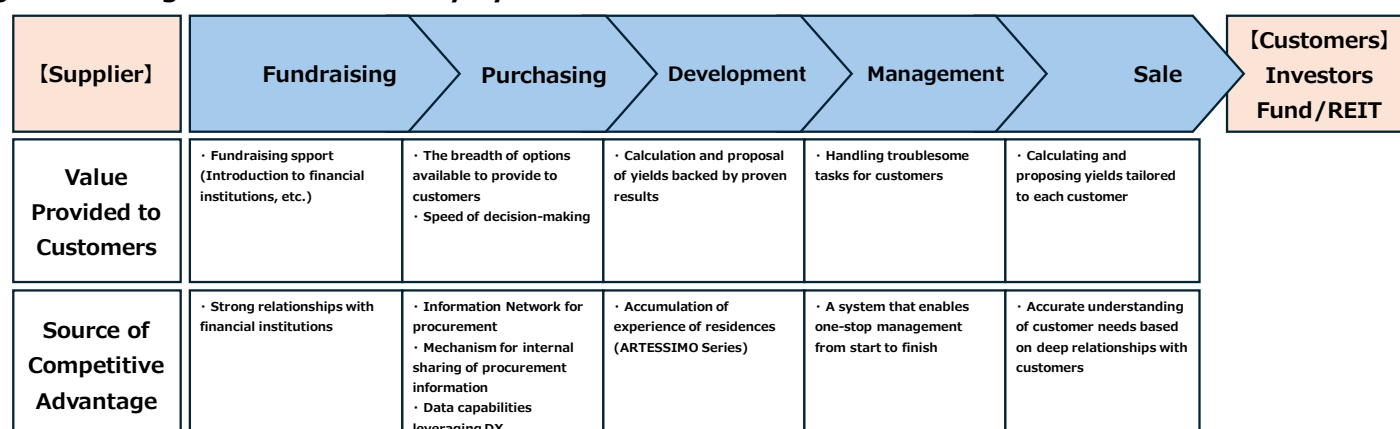 【Supplier】
Fundraising
Purchasing
Development
Management
Sale
【Customers】
Investors
Fund/REIT
Value
Provided to
Customers
・Fundraising spport
(Introduction to financial
institutions, etc.)
・The breadth of options
available to provide to
customers
・Speed of decision-making
・Calculation and proposal
of yields backed by proven
results
・Handling troublesome
tasks for customers
・Calculating and
proposing yields tailored
to each customer
Source of
Competitive
Advantage
・Strong relationships with
financial institutions
・Information Network for
procurement
・Mechanism for internal
sharing of procurement
information
・Data capabilities
leveraging DX
・Accumulation of
experience of residences
(ARTESSIMO Series)
・A system that enables
one-stop management
from start to finish
・Accurate understanding
of customer needs based
on deep relationships with
customers